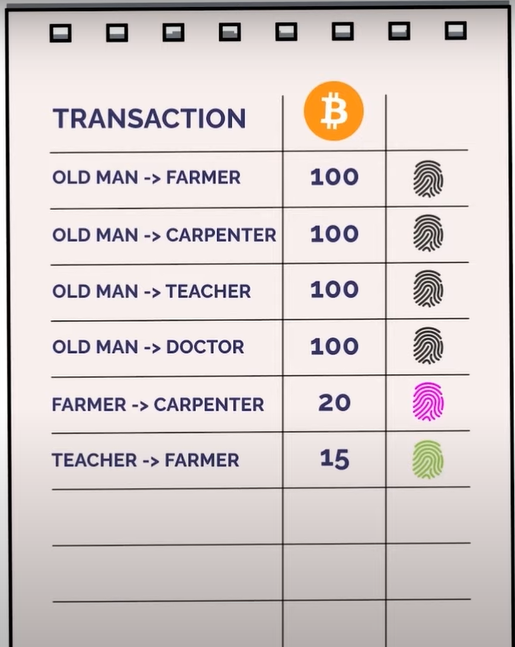 TRANSACTION ₿
OLD MAN -> FARMER 100
OLD MAN -> CARPENTER 100
OLD MAN -> TEACHER 100
OLD MAN -> DOCTOR 100
FARMER -> CARPENTER 20
TEACHER -> FARMER 15